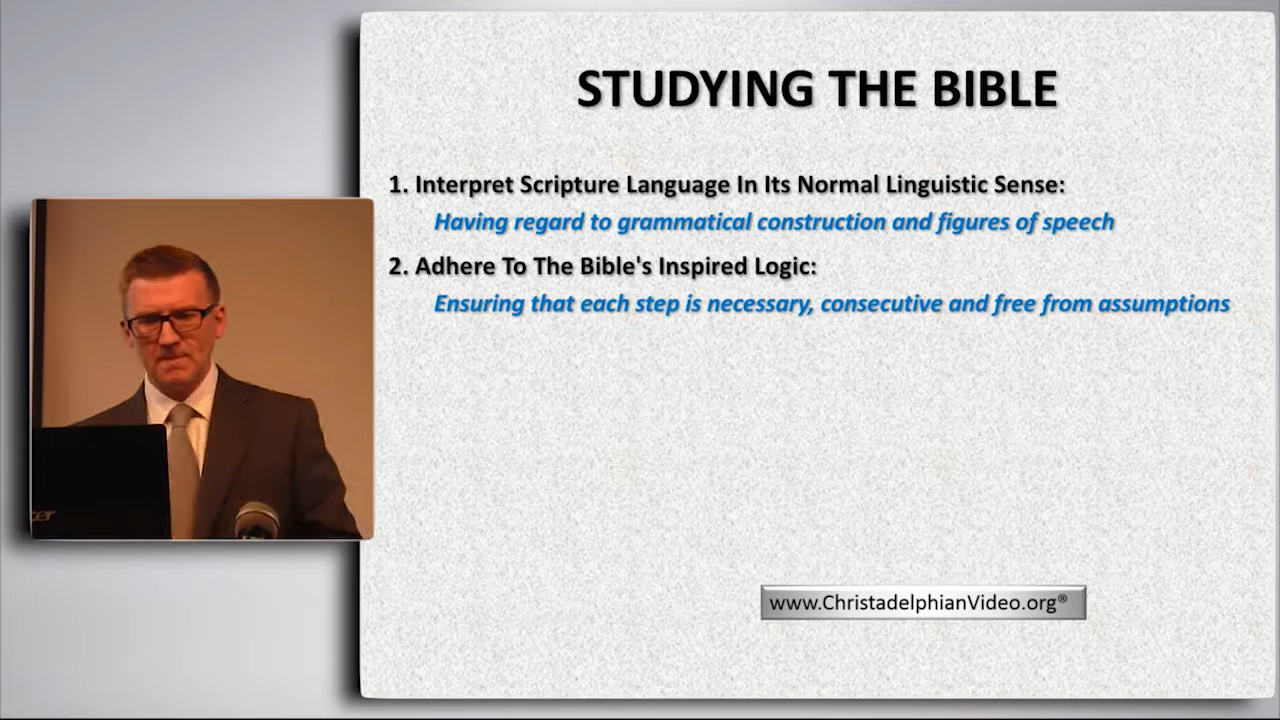 STUDYING THE BIBLE
1. Interpret Scripture Language In Its Normal Linguistic Sense:
Having regard to grammatical construction and figures of speech
2. Adhere To The Bible's Inspired Logic:
Ensuring that each step is necessary, consecutive and free from assumptions
cer
www.ChristadelphianVideo.org®